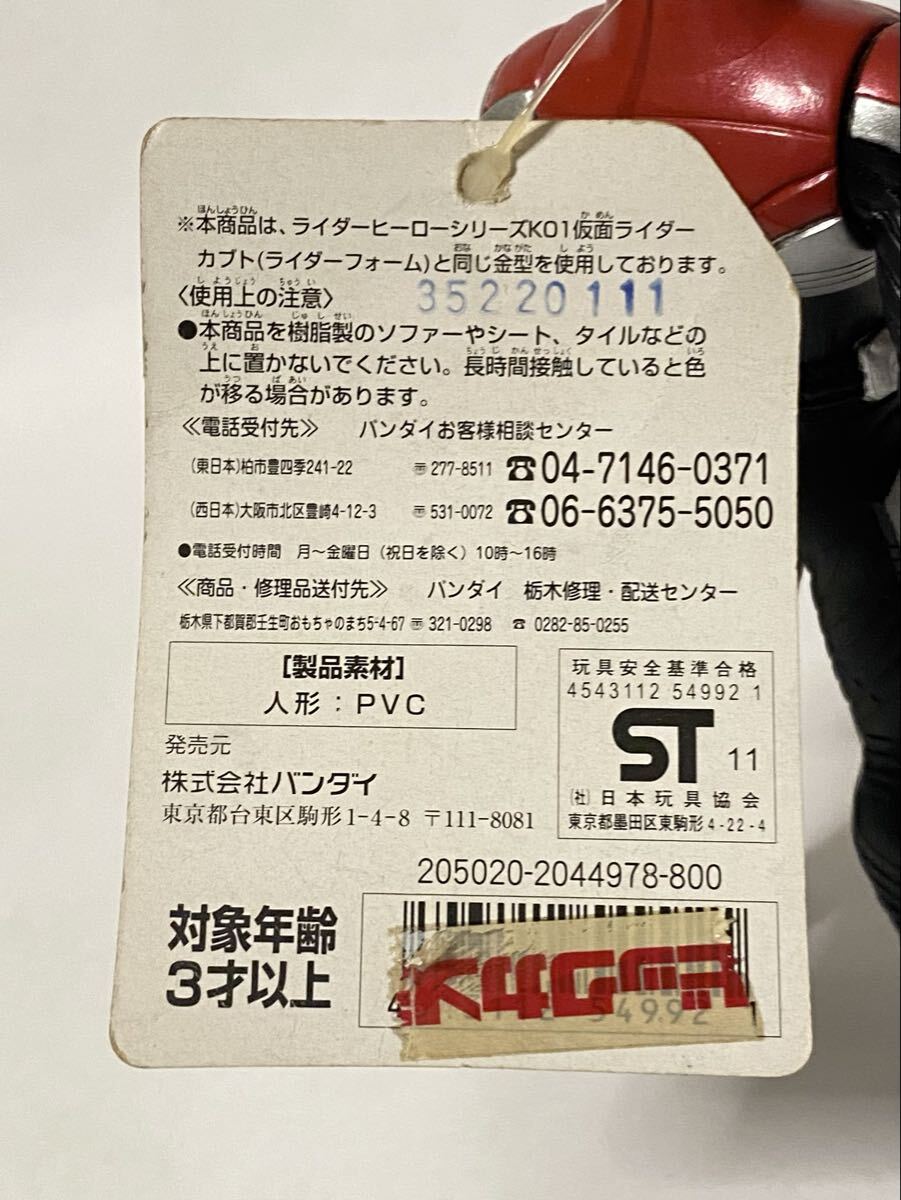 ※本商品は、ライダーヒーローシリーズK01仮面ライダー
カブト(ライダーフォーム)と同じ金型を使用しております。
〈使用上の注意〉
35220111
●本商品を樹脂製のソファーやシート、タイルなどの
上に置かないでください。長時間接触していると色
が移る場合があります。
≪電話受付先≫ バンダイお客様相談センター
(東日本)柏市豊四季241-22 〒277-8511 ☎04-7146-0371
(西日本)大阪市北区豊崎4-12-3 〒531-0072 ☎06-6375-5050
●電話受付時間 月～金曜日(祝日を除く)10時～16時
≪商品・修理品送付先≫ バンダイ 栃木修理・配送センター
栃木県下都賀郡壬生町おもちゃのまち5-4-67 〒321-0298 ☎ 0282-85-0255
[製品素材]
人形：PVC
発売元
株式会社バンダイ
東京都台東区駒形1-4-8 〒111-8081
玩具安全基準合格
4543112 54992 1
ST 11
(社)日本玩具協会
東京都墨田区東駒形4-22-4
205020-2044978-800
対象年齢
3才以上
54992